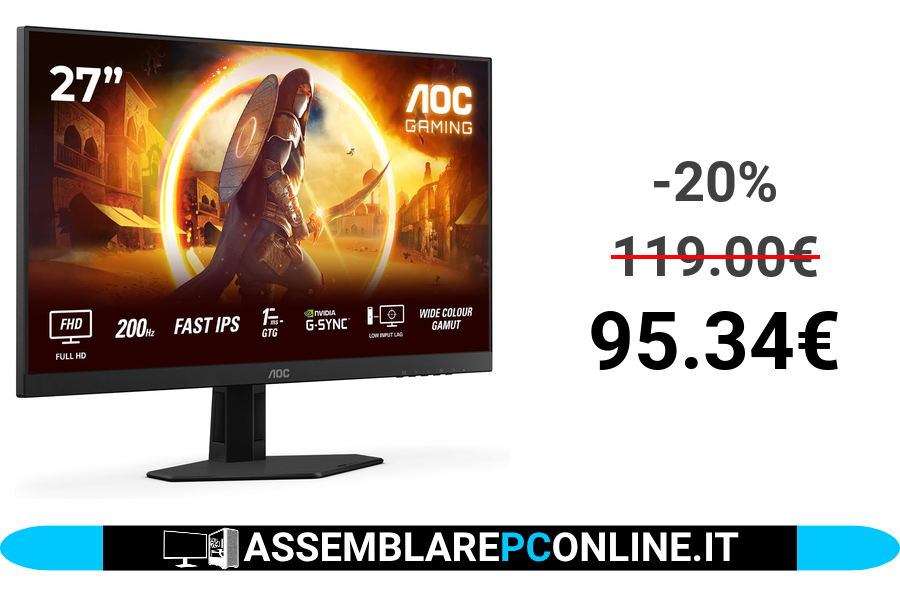 27”
AOC
GAMING
FHD
FULL HD
200Hz
FAST IPS
1ms-
GTG
NVIDIA
G-SYNC™
LOW INPUT LAG
WIDE COLOUR
GAMUT
AOC
-20%
119.00€
95.34€
ASSEMBLAREPCONLINE.IT